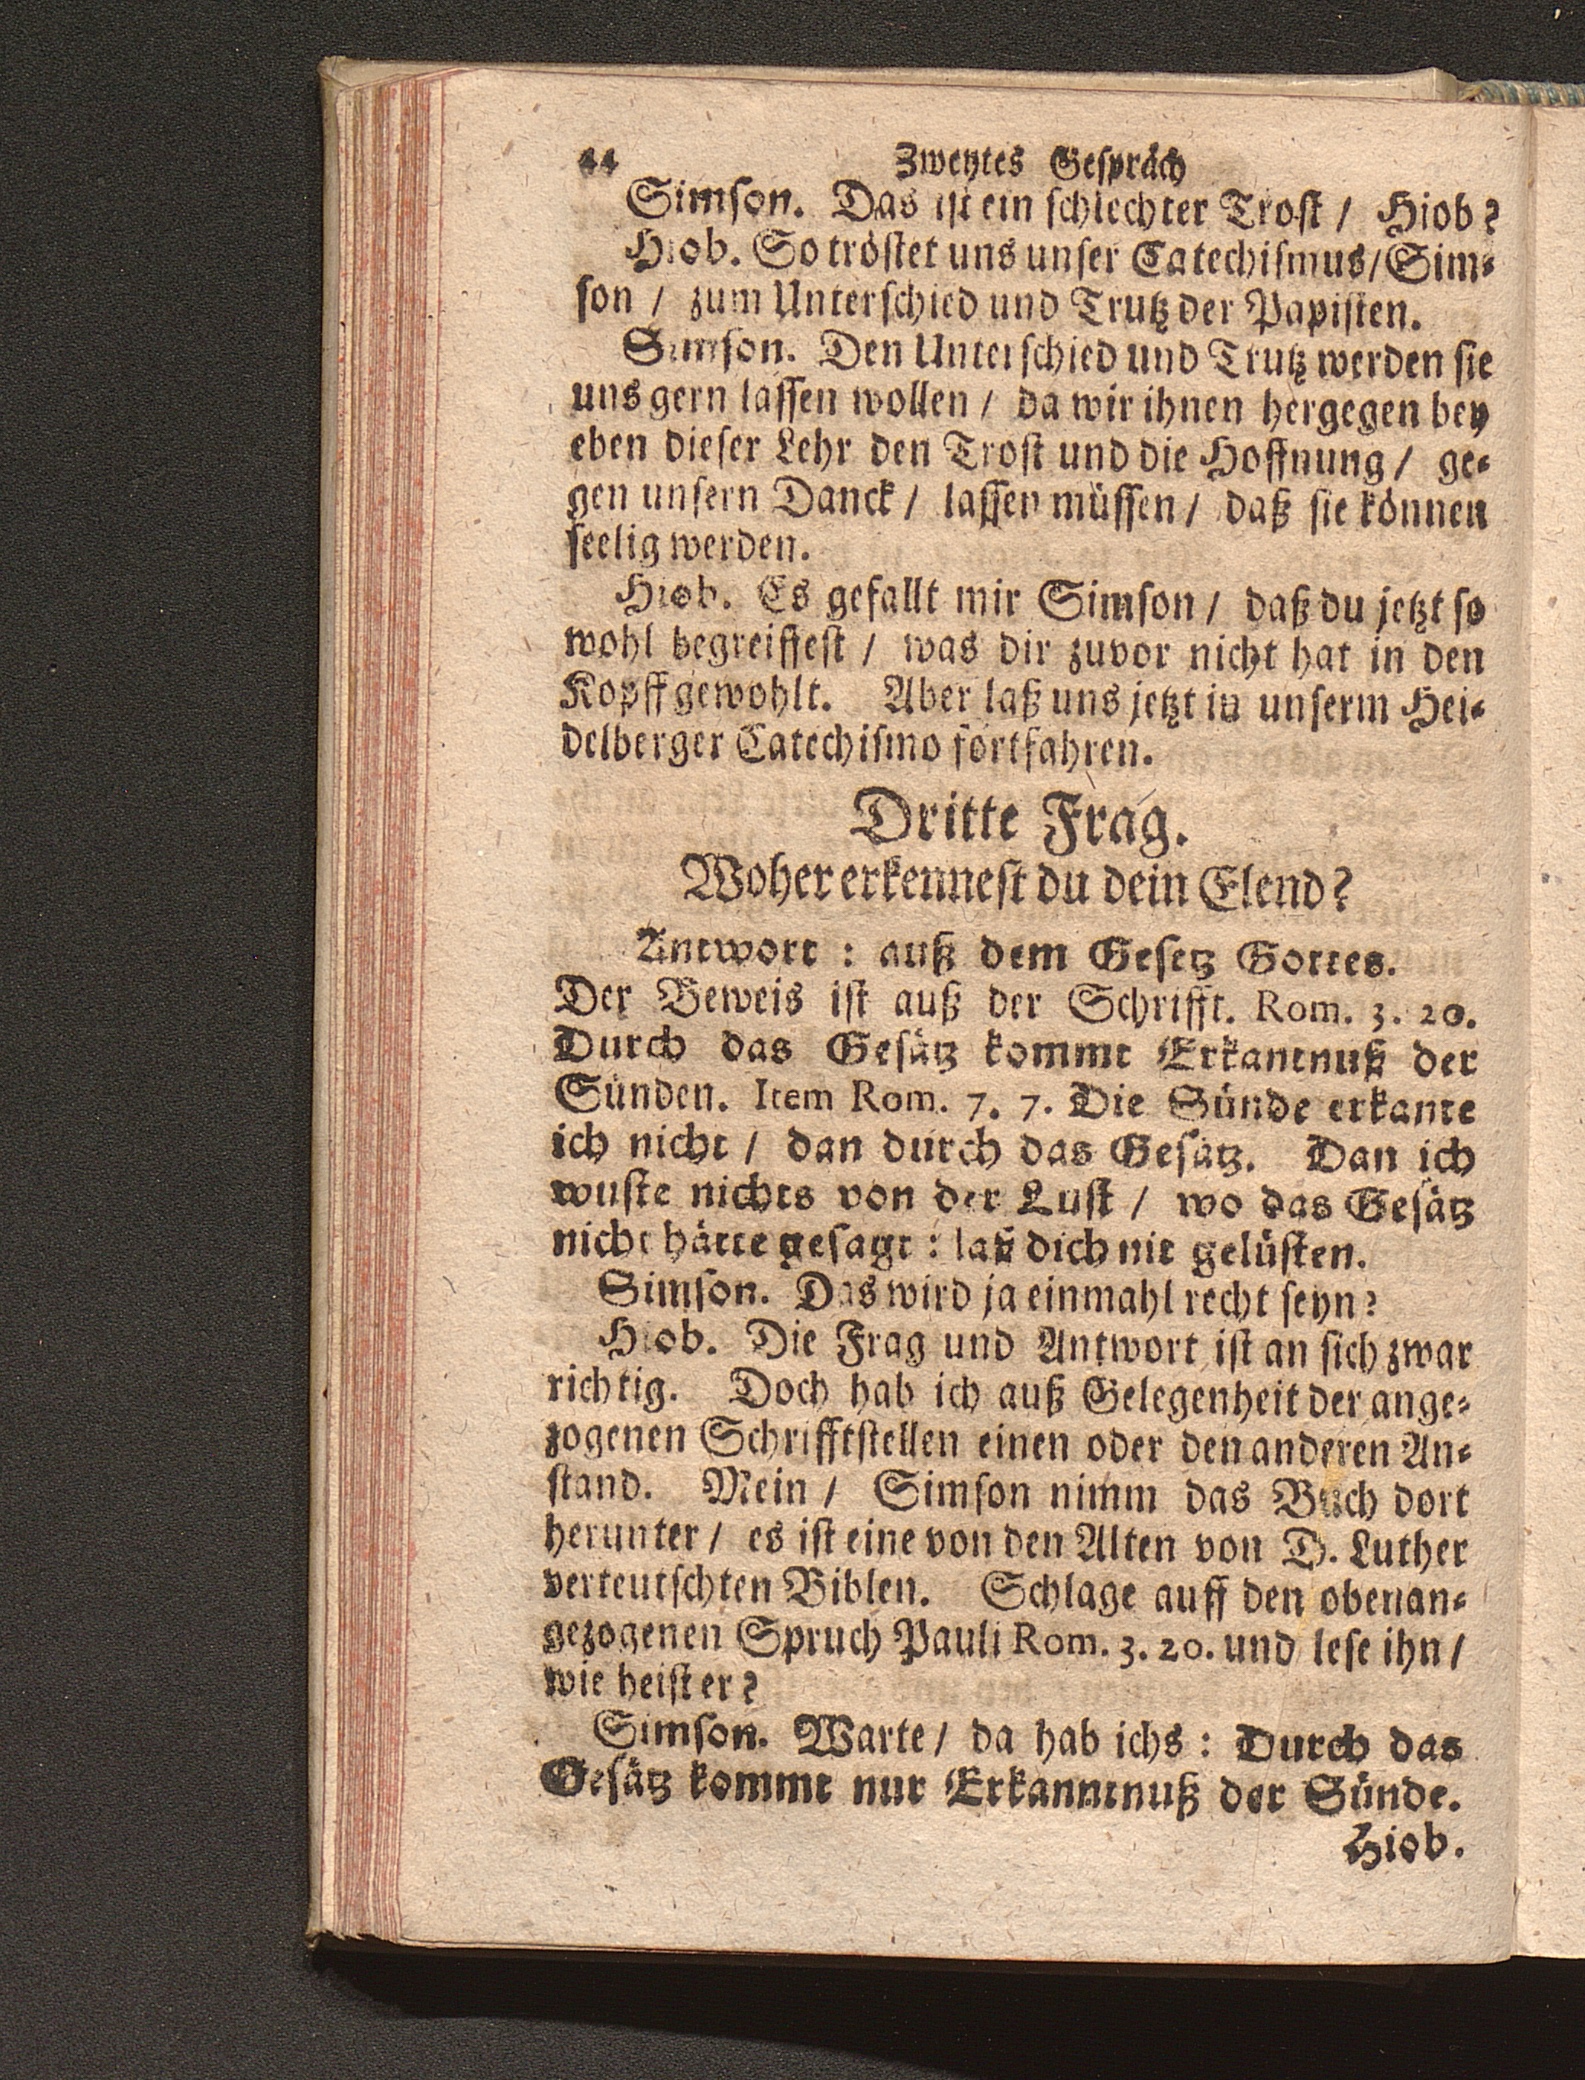 44 Zweytes Gespräch
Simson. Das ist ein schlechter Trost / Hiob?
Hiob. So tröstet uns unser Catechismus / Sim-
son / zum Unterschied und Trutz der Papisten.
Simson. Den Unterschied und Trutz werden sie
uns gern lassen wollen / da wir ihnen hergegen bey
eben dieser Lehr den Trost und die Hoffnung / ge-
gen unsern Danck / lassen müssen / daß sie können
seelig werden.
Hiob. Es gefallt mir Simson / daß du jetzt so
wohl begreiffest / was dir zuvor nicht hat in den
Kopff gewohlt. Aber laß uns jetzt in unserm Hei-
delberger Catechismo fortfahren.
Dritte Frag.
Woher erkennest du dein Elend?
Antwort : auß dem Gesetz Gottes.
Der Beweis ist auß der Schrifft. Rom. 3. 20.
Durch das Gesätz kommt Erkantnuß der
Sünden. Item Rom. 7. 7. Die Sünde erkante
ich nicht / dan durch das Gesätz. Dan ich
wuste nichts von der Lust / wo das Gesätz
nicht hätte gesagt : laß dich nit gelüsten.
Simson. Das wird ja einmahl recht seyn?
Hiob. Die Frag und Antwort ist an sich zwar
richtig. Doch hab ich auß Gelegenheit der ange-
zogenen Schrifftstellen einen oder den anderen An-
stand. Mein / Simson nimm das Buch dort
herunter / es ist eine von den Alten von D. Luther
verteutschten Biblen. Schlage auff den obenan-
gezogenen Spruch Pauli Rom. 3. 20. und lese ihn /
wie heist er?
Simson. Warte / da hab ichs : Durch das
Gesätz kommt nur Erkanntnuß der Sünde.
Hiob.